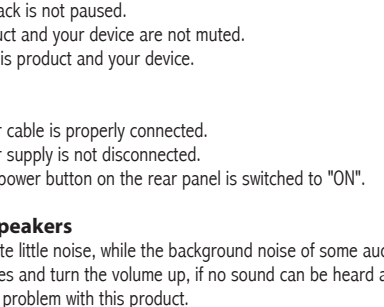 ack is not paused.
uct and your device are not muted.
is product and your device.
r cable is properly connected.
r supply is not disconnected.
power button on the rear panel is switched to "ON".
peakers
te little noise, while the background noise of some aud
es and turn the volume up, if no sound can be heard a
problem with this product.